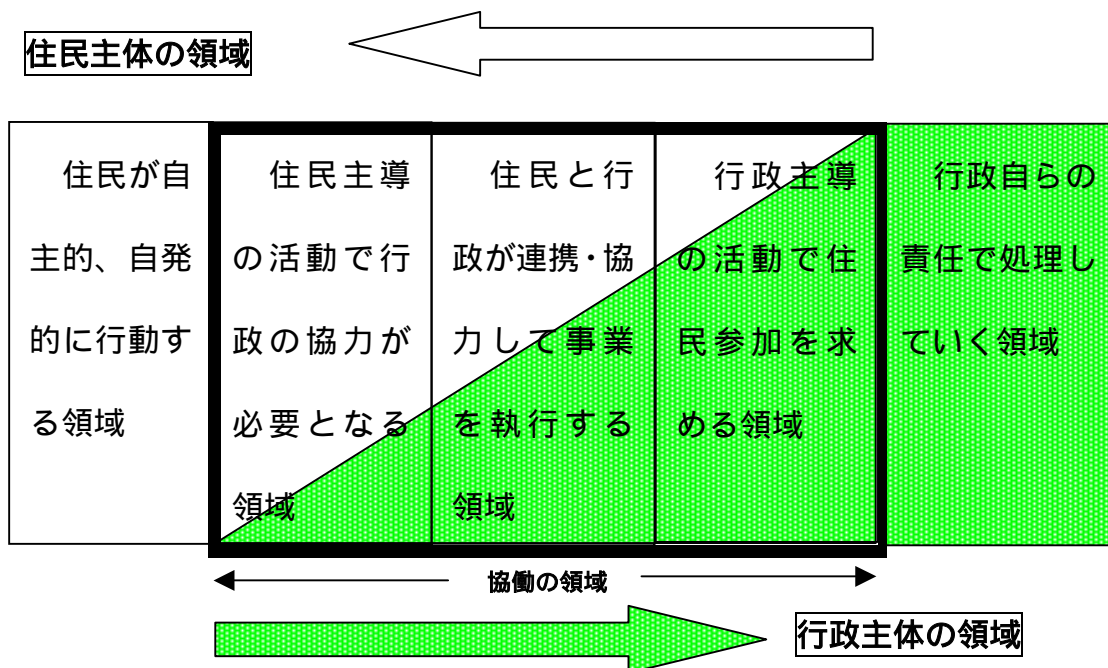 住民主体の領域
住民が自
主的、自発
的に行動す
る領域
住民主導
の活動で行
政の協力が
必要となる
領域
住民と行
政が連携・協
力して事業
を執行する
領域
行政主導
の活動で住
民参加を求
める領域
行政自らの
責任で処理し
ていく領域
協働の領域
行政主体の領域